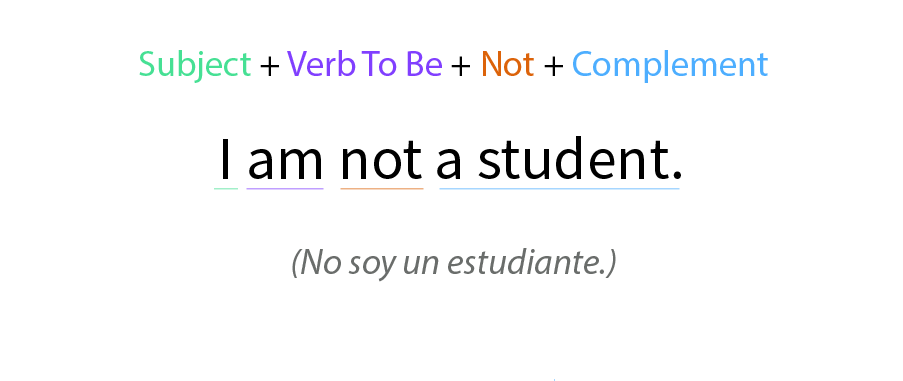 Subject + Verb To Be + Not + Complement
I am not a student.
(No soy un estudiante.)